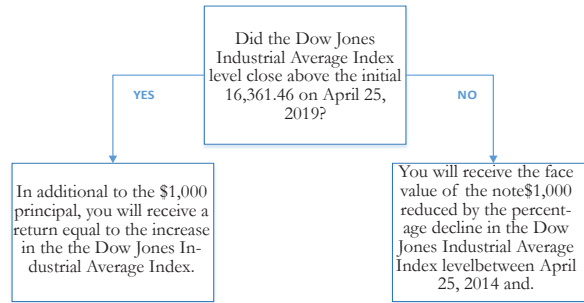 Did the Dow Jones
Industrial Average Index
level close above the initial
16,361.46 on April 25,
2019?
YES
NO
In additional to the $1,000
principal, you will receive a
return equal to the increase
in the the Dow Jones In-
dustrial Average Index.
You will receive the face
value of the note$1,000
reduced by the percent-
age decline in the Dow
Jones Industrial Average
Index levelbetween April
25, 2014 and.